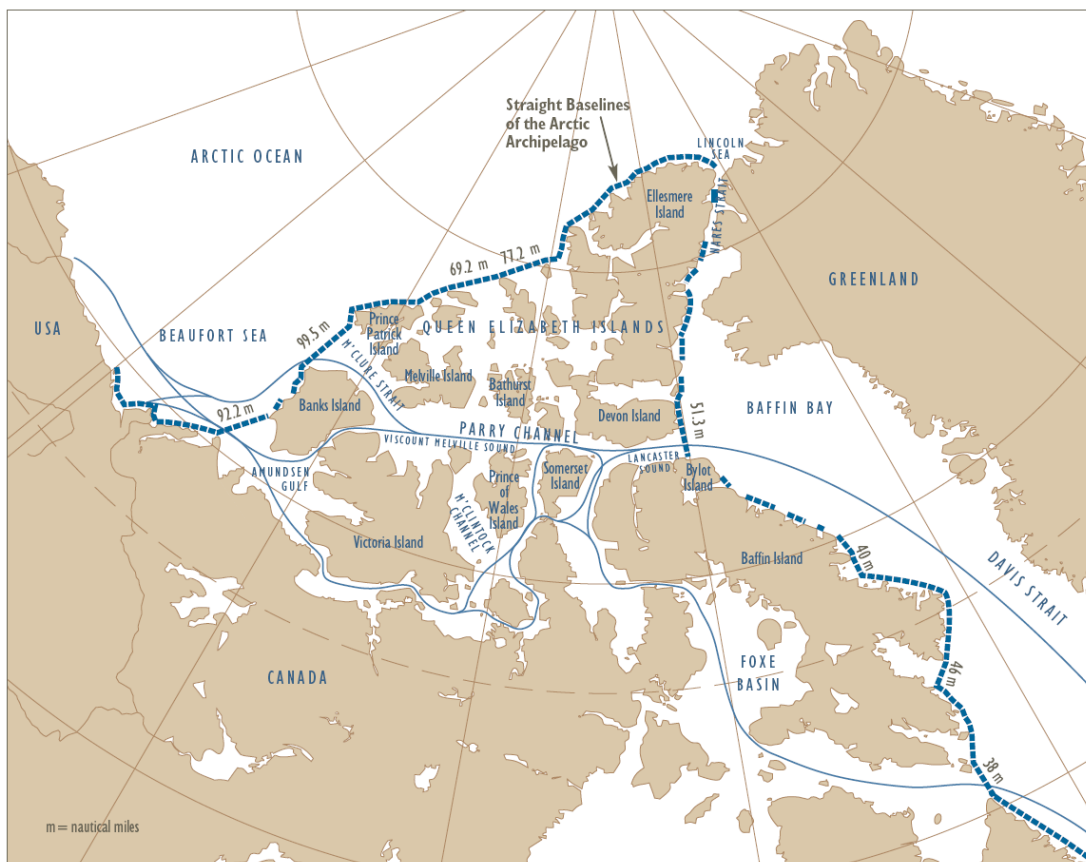 Straight Baselines
of the Arctic
Archipelago
LINCOLN
SEA
ARCTIC OCEAN
Ellesmere
Island
NARES STRAIT
69.2 m
77.2 m
GREENLAND
USA
BEAUFORT SEA
99.5 m
Prince
Patrick
Island
QUEEN ELIZABETH ISLANDS
M'CLURE STRAIT
Melville Island
Bathurst
Island
92.2 m
Banks Island
Devon Island
51.3 m
BAFFIN BAY
PARRY CHANNEL
VISCOUNT MELVILLE SOUND
LANCASTER
SOUND
AMUNDSEN
GULF
Somerset
Island
Bylot
Island
Prince
of
Wales
Island
M'CLINTOCK
CHANNEL
Victoria Island
Baffin Island
40 m
DAVIS STRAIT
CANADA
FOXE
BASIN
46 m
38 m
m = nautical miles